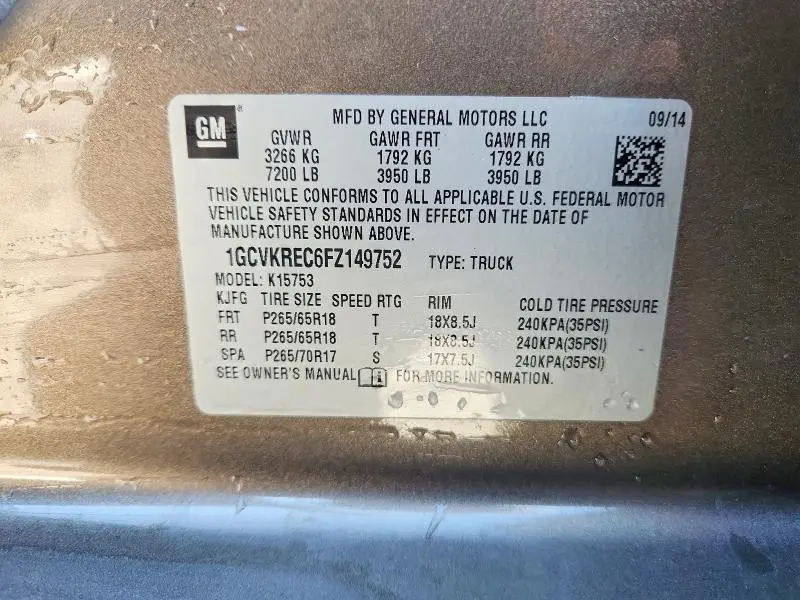 GM
MFD BY GENERAL MOTORS LLC 09/14
GVWR GAWR FRT GAWR RR
3266 KG 1792 KG 1792 KG
7200 LB 3950 LB 3950 LB
THIS VEHICLE CONFORMS TO ALL APPLICABLE U.S. FEDERAL MOTOR
VEHICLE SAFETY STANDARDS IN EFFECT ON THE DATE OF
MANUFACTURE SHOWN ABOVE.
1GCVKREC6FZ149752 TYPE: TRUCK
MODEL: K15753
KJFG TIRE SIZE SPEED RTG RIM COLD TIRE PRESSURE
FRT P265/65R18 T 18X8.5J 240KPA(35PSI)
RR P265/65R18 T 18X8.5J 240KPA(35PSI)
SPA P265/70R17 S 17X7.5J 240KPA(35PSI)
SEE OWNER'S MANUAL FOR MORE INFORMATION.